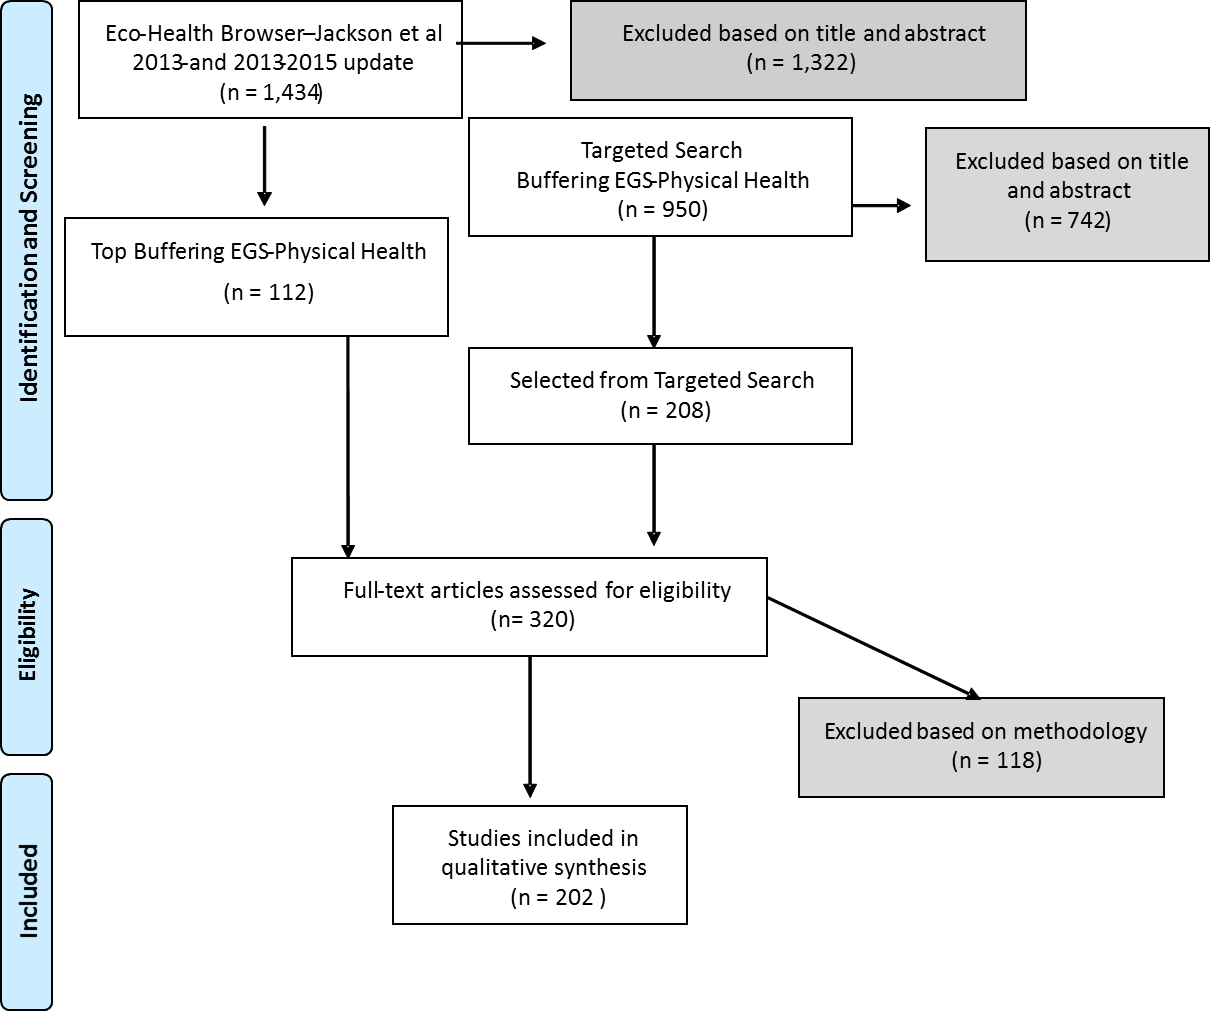 Identification and Screening
Eco-Health Browser–Jackson et al
2013-and 2013-2015 update
(n = 1,434)
Excluded based on title and abstract
(n = 1,322)
Targeted Search
Buffering EGS-Physical Health
(n = 950)
Excluded based on title
and abstract
(n = 742)
Top Buffering EGS-Physical Health
(n = 112)
Selected from Targeted Search
(n = 208)
Eligibility
Full-text articles assessed for eligibility
(n= 320)
Excluded based on methodology
(n = 118)
Included
Studies included in
qualitative synthesis
(n = 202 )